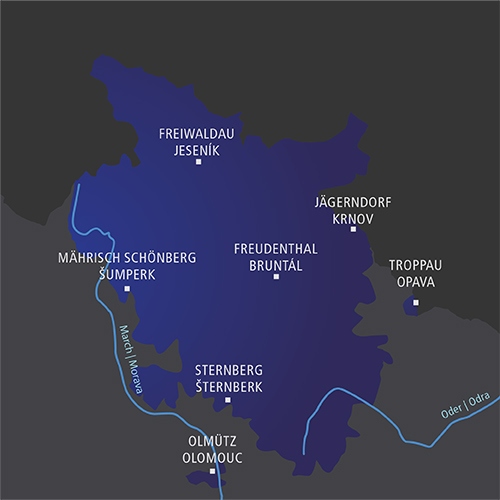 FREIWALDAU
JESENÍK
JÄGERNDORF
KRNOV
FREUDENTHAL
BRUNTÁL
MÄHRISCH SCHÖNBERG
ŠUMPERK
TROPPAU
OPAVA
March | Morava
STERNBERG
ŠTERNBERK
Oder | Odra
OLMÜTZ
OLOMOUC